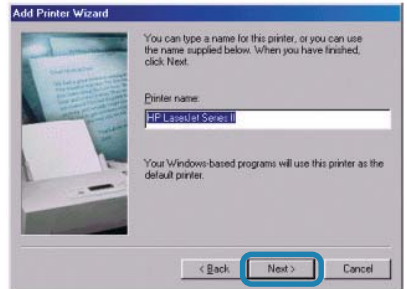 Add Printer Wizard
You can type a name for this printer, or you can use
the name supplied below. When you have finished,
click Next.
Printer name:
HP LaserJet Series II
Your Windows-based programs will use this printer as the
default printer.
< Back
Next >
Cancel